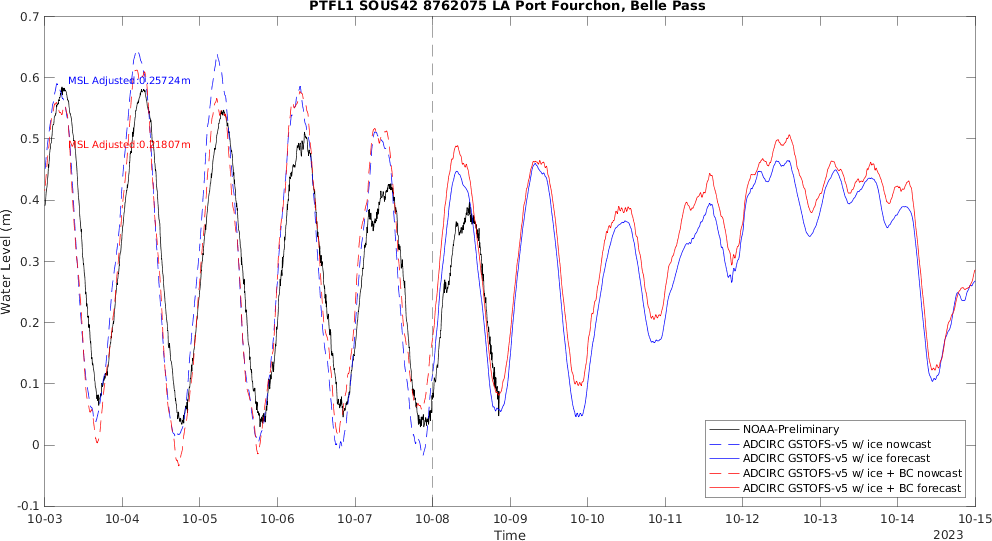 PTFL1 SOUS42 8762075 LA Port Fourchon, Belle Pass
0.7
0.6
0.5
0.4
0.3
0.2
0.1
0
-0.1
Water Level (m)
MSL Adjusted:0.25724m
MSL Adjusted:0.21807m
NOAA-Preliminary
ADCIRC GSTOFS-v5 w/ ice nowcast
ADCIRC GSTOFS-v5 w/ ice forecast
ADCIRC GSTOFS-v5 w/ ice + BC nowcast
ADCIRC GSTOFS-v5 w/ ice + BC forecast
10-03 10-04 10-05 10-06 10-07 10-08 10-09 10-10 10-11 10-12 10-13 10-14 10-15
Time
2023